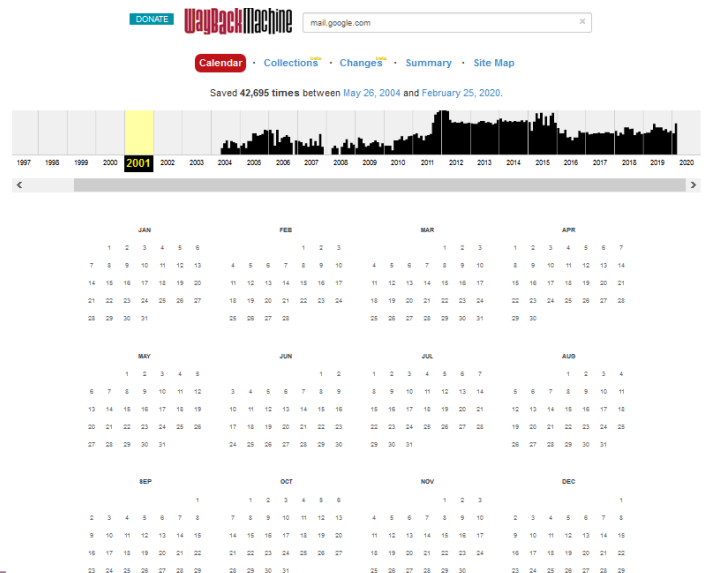 DONATE
WayBackMachine
mail.google.com ×
Calendar · Collections beta · Changes beta · Summary · Site Map
Saved 42,695 times between May 26, 2004 and February 25, 2020.
1997 1998 1999 2000 2001 2002 2003 2004 2005 2006 2007 2008 2009 2010 2011 2012 2013 2014 2015 2016 2017 2018 2019 2020
JAN FEB MAR APR
1 2 3 4 5 6 1 2 3 1 2 3 1 2 3 4 5 6 7
7 8 9 10 11 12 13 4 5 6 7 8 9 10 4 5 6 7 8 9 10 8 9 10 11 12 13 14
14 15 16 17 18 19 20 11 12 13 14 15 16 17 11 12 13 14 15 16 17 15 16 17 18 19 20 21
21 22 23 24 25 26 27 18 19 20 21 22 23 24 18 19 20 21 22 23 24 22 23 24 25 26 27 28
28 29 30 31 25 26 27 28 25 26 27 28 29 30 31 29 30
MAY JUN JUL AUG
1 2 3 4 5 1 2 1 2 3 4 5 6 7 1 2 3 4
6 7 8 9 10 11 12 3 4 5 6 7 8 9 8 9 10 11 12 13 14 5 6 7 8 9 10 11
13 14 15 16 17 18 19 10 11 12 13 14 15 16 15 16 17 18 19 20 21 12 13 14 15 16 17 18
20 21 22 23 24 25 26 17 18 19 20 21 22 23 22 23 24 25 26 27 28 19 20 21 22 23 24 25
27 28 29 30 31 24 25 26 27 28 29 30 29 30 31 26 27 28 29 30 31
SEP OCT NOV DEC
1 1 2 3 4 5 6 1 2 3 1
2 3 4 5 6 7 8 7 8 9 10 11 12 13 4 5 6 7 8 9 10 2 3 4 5 6 7 8
9 10 11 12 13 14 15 14 15 16 17 18 19 20 11 12 13 14 15 16 17 9 10 11 12 13 14 15
16 17 18 19 20 21 22 21 22 23 24 25 26 27 18 19 20 21 22 23 24 16 17 18 19 20 21 22
23 24 25 26 27 28 29 28 29 30 31 25 26 27 28 29 30 23 24 25 26 27 28 29